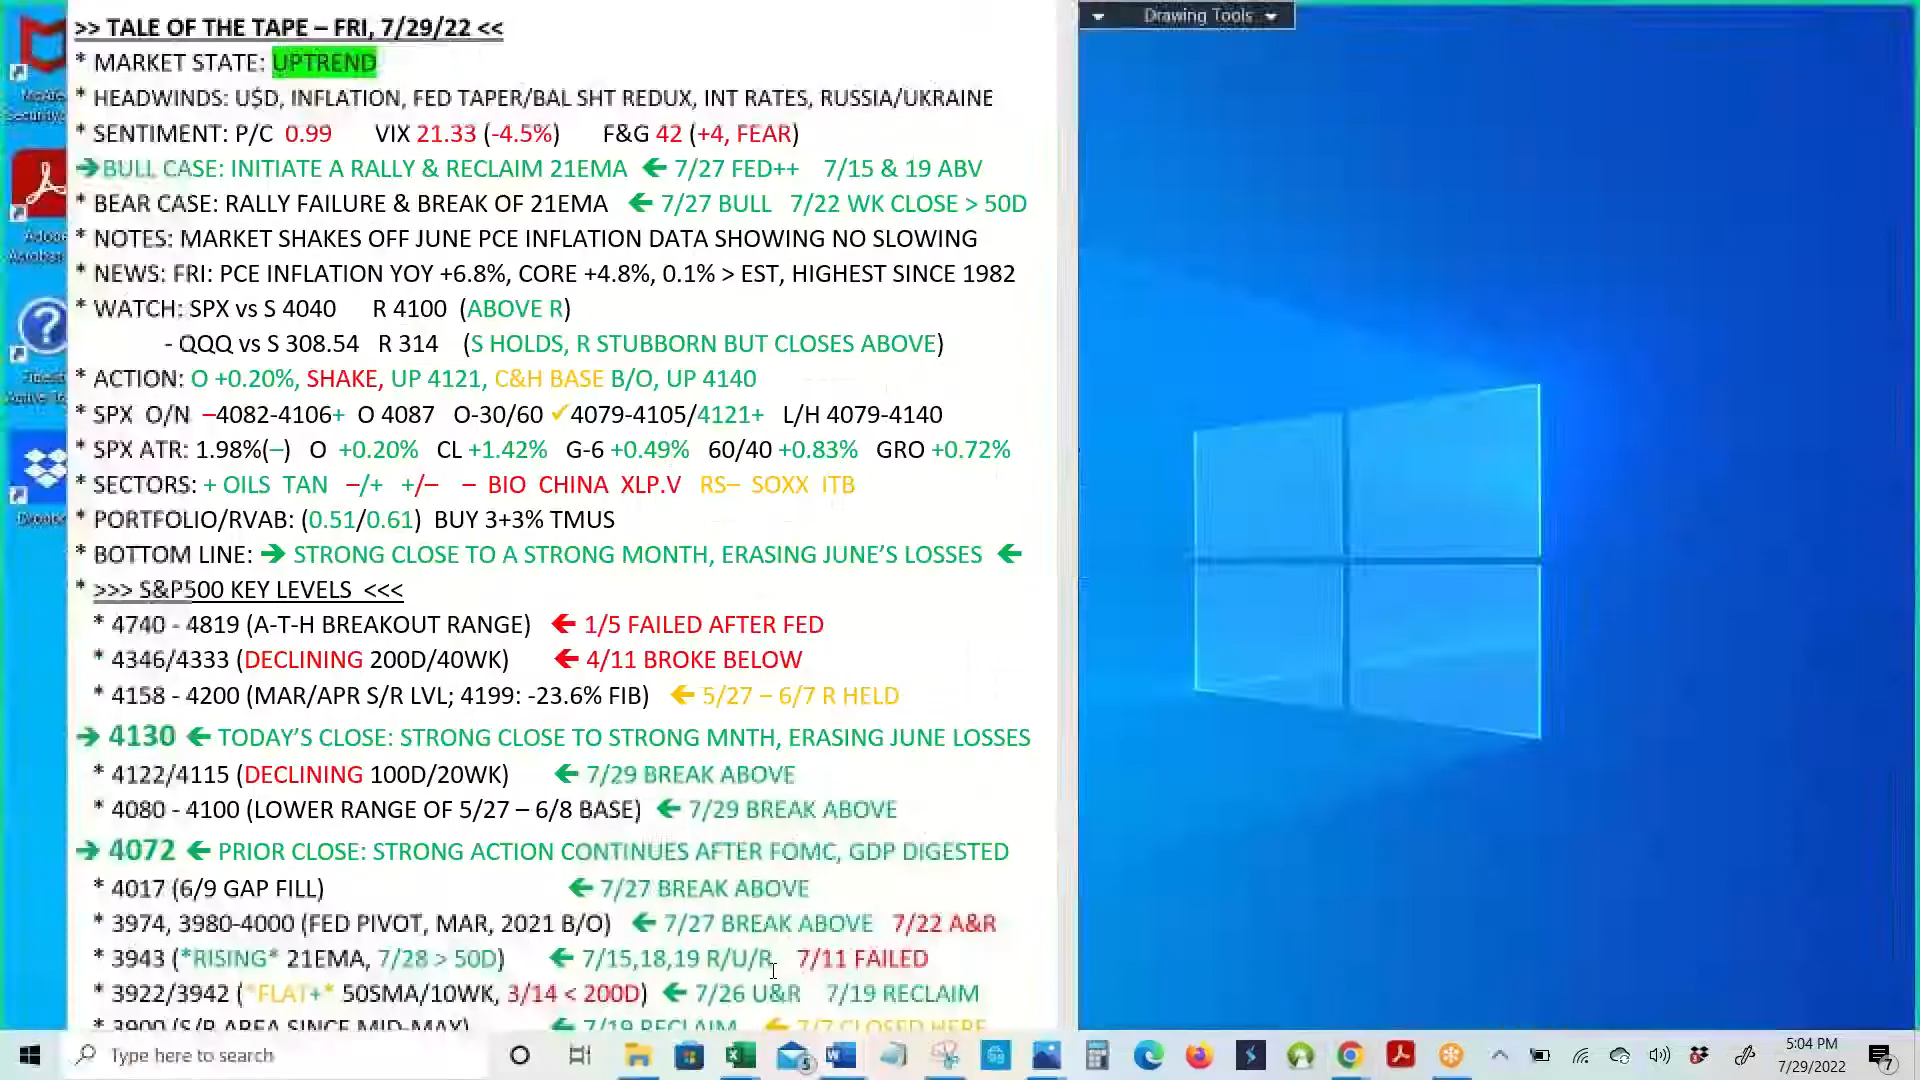 >> TALE OF THE TAPE – FRI, 7/29/22 <<
Drawing Tools
* MARKET STATE: UPTREND
* HEADWINDS: U$D, INFLATION, FED TAPER/BAL SHT REDUX, INT RATES, RUSSIA/UKRAINE
* SENTIMENT: P/C 0.99 VIX 21.33 (-4.5%) F&G 42 (+4, FEAR)
➔BULL CASE: INITIATE A RALLY & RECLAIM 21EMA 🡨 7/27 FED++ 7/15 & 19 ABV
* BEAR CASE: RALLY FAILURE & BREAK OF 21EMA 🡨 7/27 BULL 7/22 WK CLOSE > 50D
* NOTES: MARKET SHAKES OFF JUNE PCE INFLATION DATA SHOWING NO SLOWING
* NEWS: FRI: PCE INFLATION YOY +6.8%, CORE +4.8%, 0.1% > EST, HIGHEST SINCE 1982
* WATCH: SPX vs S 4040 R 4100 (ABOVE R)
- QQQ vs S 308.54 R 314 (S HOLDS, R STUBBORN BUT CLOSES ABOVE)
* ACTION: O +0.20%, SHAKE, UP 4121, C&H BASE B/O, UP 4140
* SPX O/N –4082-4106+ O 4087 O-30/60 ✓4079-4105/4121+ L/H 4079-4140
* SPX ATR: 1.98%(–) O +0.20% CL +1.42% G-6 +0.49% 60/40 +0.83% GRO +0.72%
* SECTORS: + OILS TAN –/+ +/– – BIO CHINA XLP.V RS– SOXX ITB
* PORTFOLIO/RVAB: (0.51/0.61) BUY 3+3% TMUS
* BOTTOM LINE: ➔ STRONG CLOSE TO A STRONG MONTH, ERASING JUNE'S LOSSES 🡨
* >>> S&P500 KEY LEVELS <<<
* 4740 - 4819 (A-T-H BREAKOUT RANGE) 🡨 1/5 FAILED AFTER FED
* 4346/4333 (DECLINING 200D/40WK) 🡨 4/11 BROKE BELOW
* 4158 - 4200 (MAR/APR S/R LVL; 4199: -23.6% FIB) 🡨 5/27 – 6/7 R HELD
➔ 4130 🡨 TODAY'S CLOSE: STRONG CLOSE TO STRONG MNTH, ERASING JUNE LOSSES
* 4122/4115 (DECLINING 100D/20WK) 🡨 7/29 BREAK ABOVE
* 4080 - 4100 (LOWER RANGE OF 5/27 – 6/8 BASE) 🡨 7/29 BREAK ABOVE
➔ 4072 🡨 PRIOR CLOSE: STRONG ACTION CONTINUES AFTER FOMC, GDP DIGESTED
* 4017 (6/9 GAP FILL) 🡨 7/27 BREAK ABOVE
* 3974, 3980-4000 (FED PIVOT, MAR, 2021 B/O) 🡨 7/27 BREAK ABOVE 7/22 A&R
* 3943 (*RISING* 21EMA, 7/28 > 50D) 🡨 7/15,18,19 R/U/R 7/11 FAILED
* 3922/3942 (*FLAT+* 50SMA/10WK, 3/14 < 200D) 🡨 7/26 U&R 7/19 RECLAIM
* 3900 (S/R AREA SINCE MID-MAY) 🡨 7/19 RECLAIM 🡨 7/7 CLOSED HERE
Type here to search
5
5:04 PM
7/29/2022
7